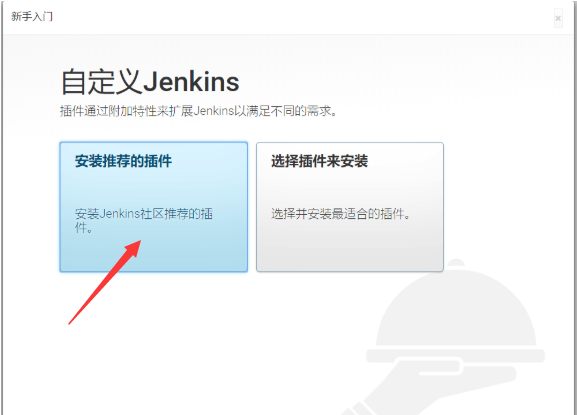 新手入门
×
自定义Jenkins
插件通过附加特性来扩展Jenkins以满足不同的需求。
安装推荐的插件
安装Jenkins社区推荐的插
件。
选择插件来安装
选择并安装最适合的插件。